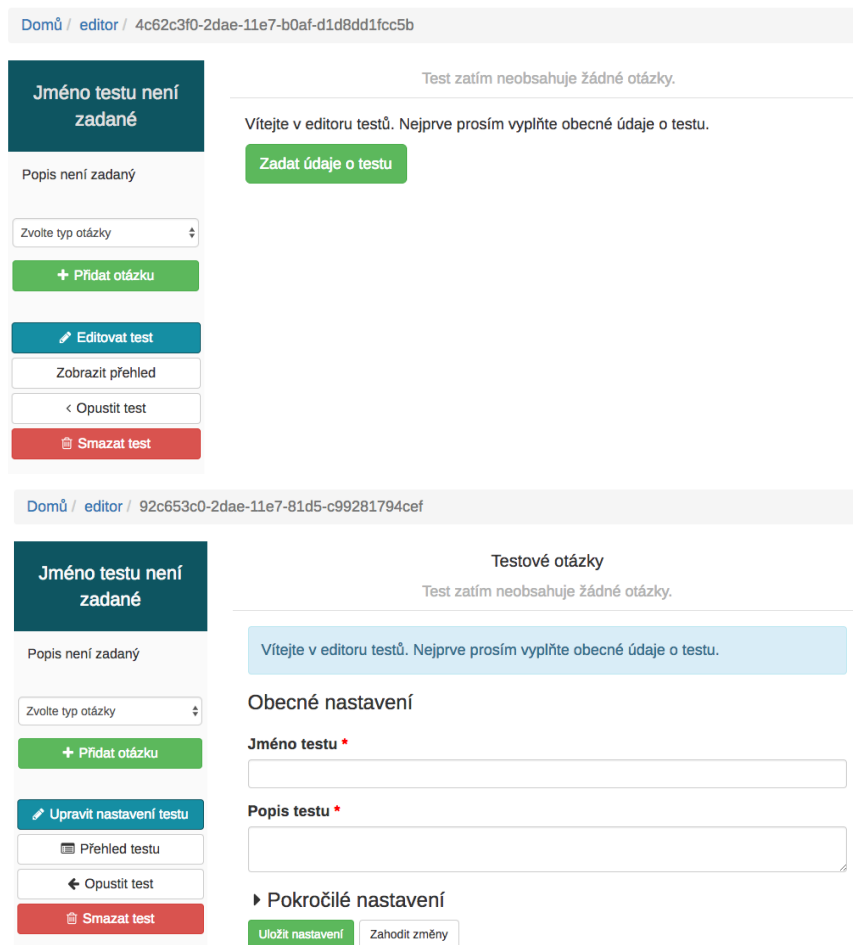 Domů / editor / 4c62c3f0-2dae-11e7-b0af-d1d8dd1fcc5b
Jméno testu není
zadané
Popis není zadaný
Zvolte typ otázky
Přidat otázku
Editovat test
Zobrazit přehled
< Opustit test
Smazat test
Test zatím neobsahuje žádné otázky.
Vítejte v editoru testů. Nejprve prosím vyplňte obecné údaje o testu.
Zadat údaje o testu
Domů / editor / 92c653c0-2dae-11e7-81d5-c99281794cef
Jméno testu není
zadané
Popis není zadaný
Zvolte typ otázky
Přidat otázku
Upravit nastavení testu
Přehled testu
Opustit test
Smazat test
Testové otázky
Test zatím neobsahuje žádné otázky.
Vítejte v editoru testů. Nejprve prosím vyplňte obecné údaje o testu.
Obecné nastavení
Jméno testu *
Popis testu *
Pokročilé nastavení
Uložit nastavení Zahodit změny